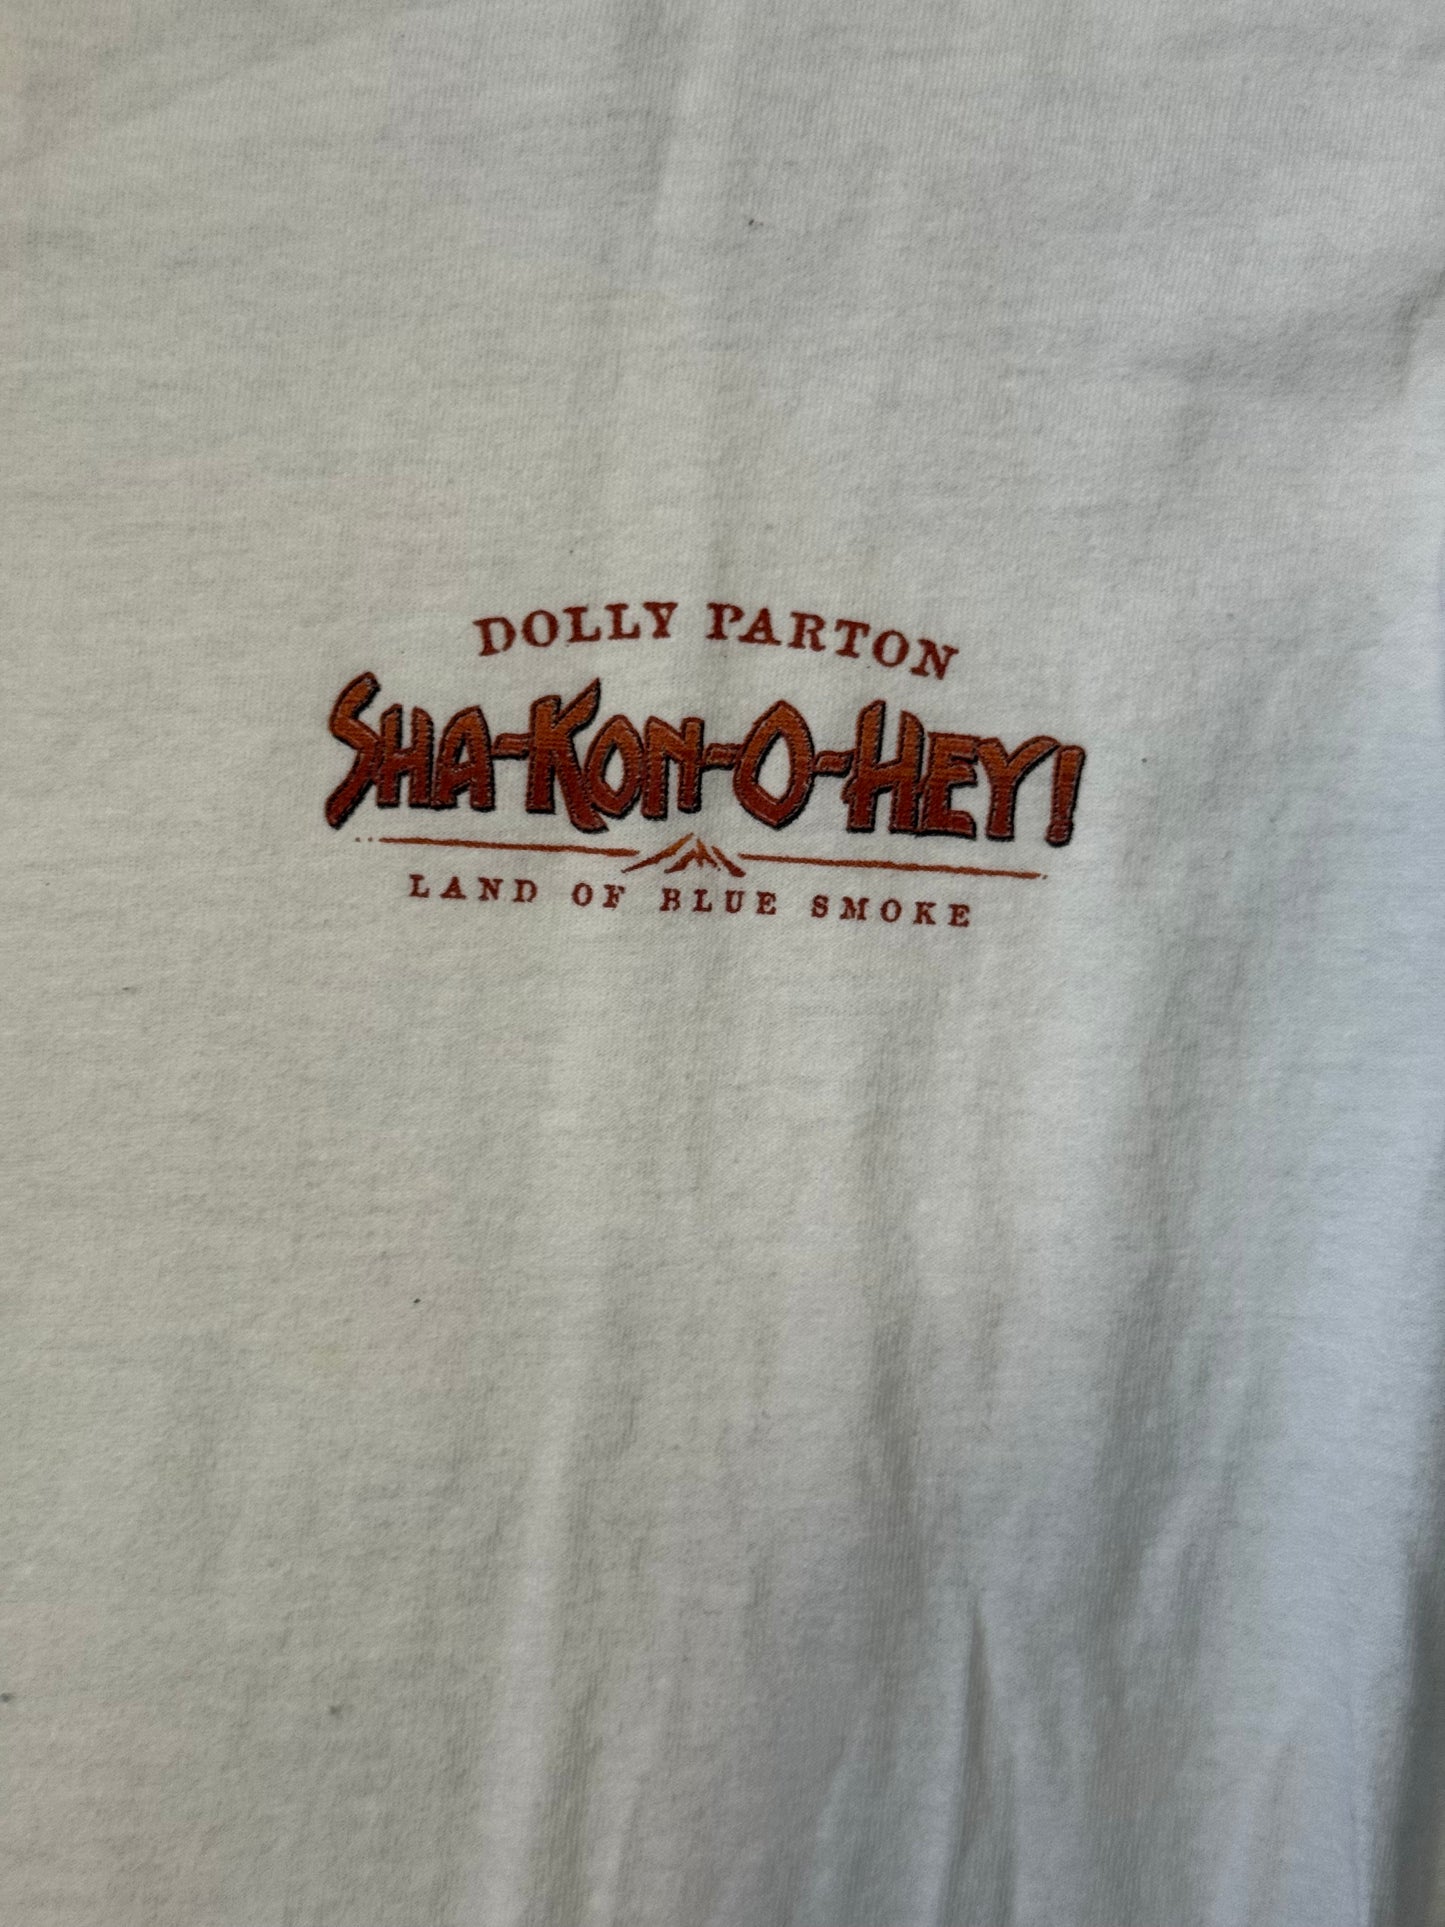 DOLLY PARTON
SHA-KON-O-HEY!
LAND OF BLUE SMOKE